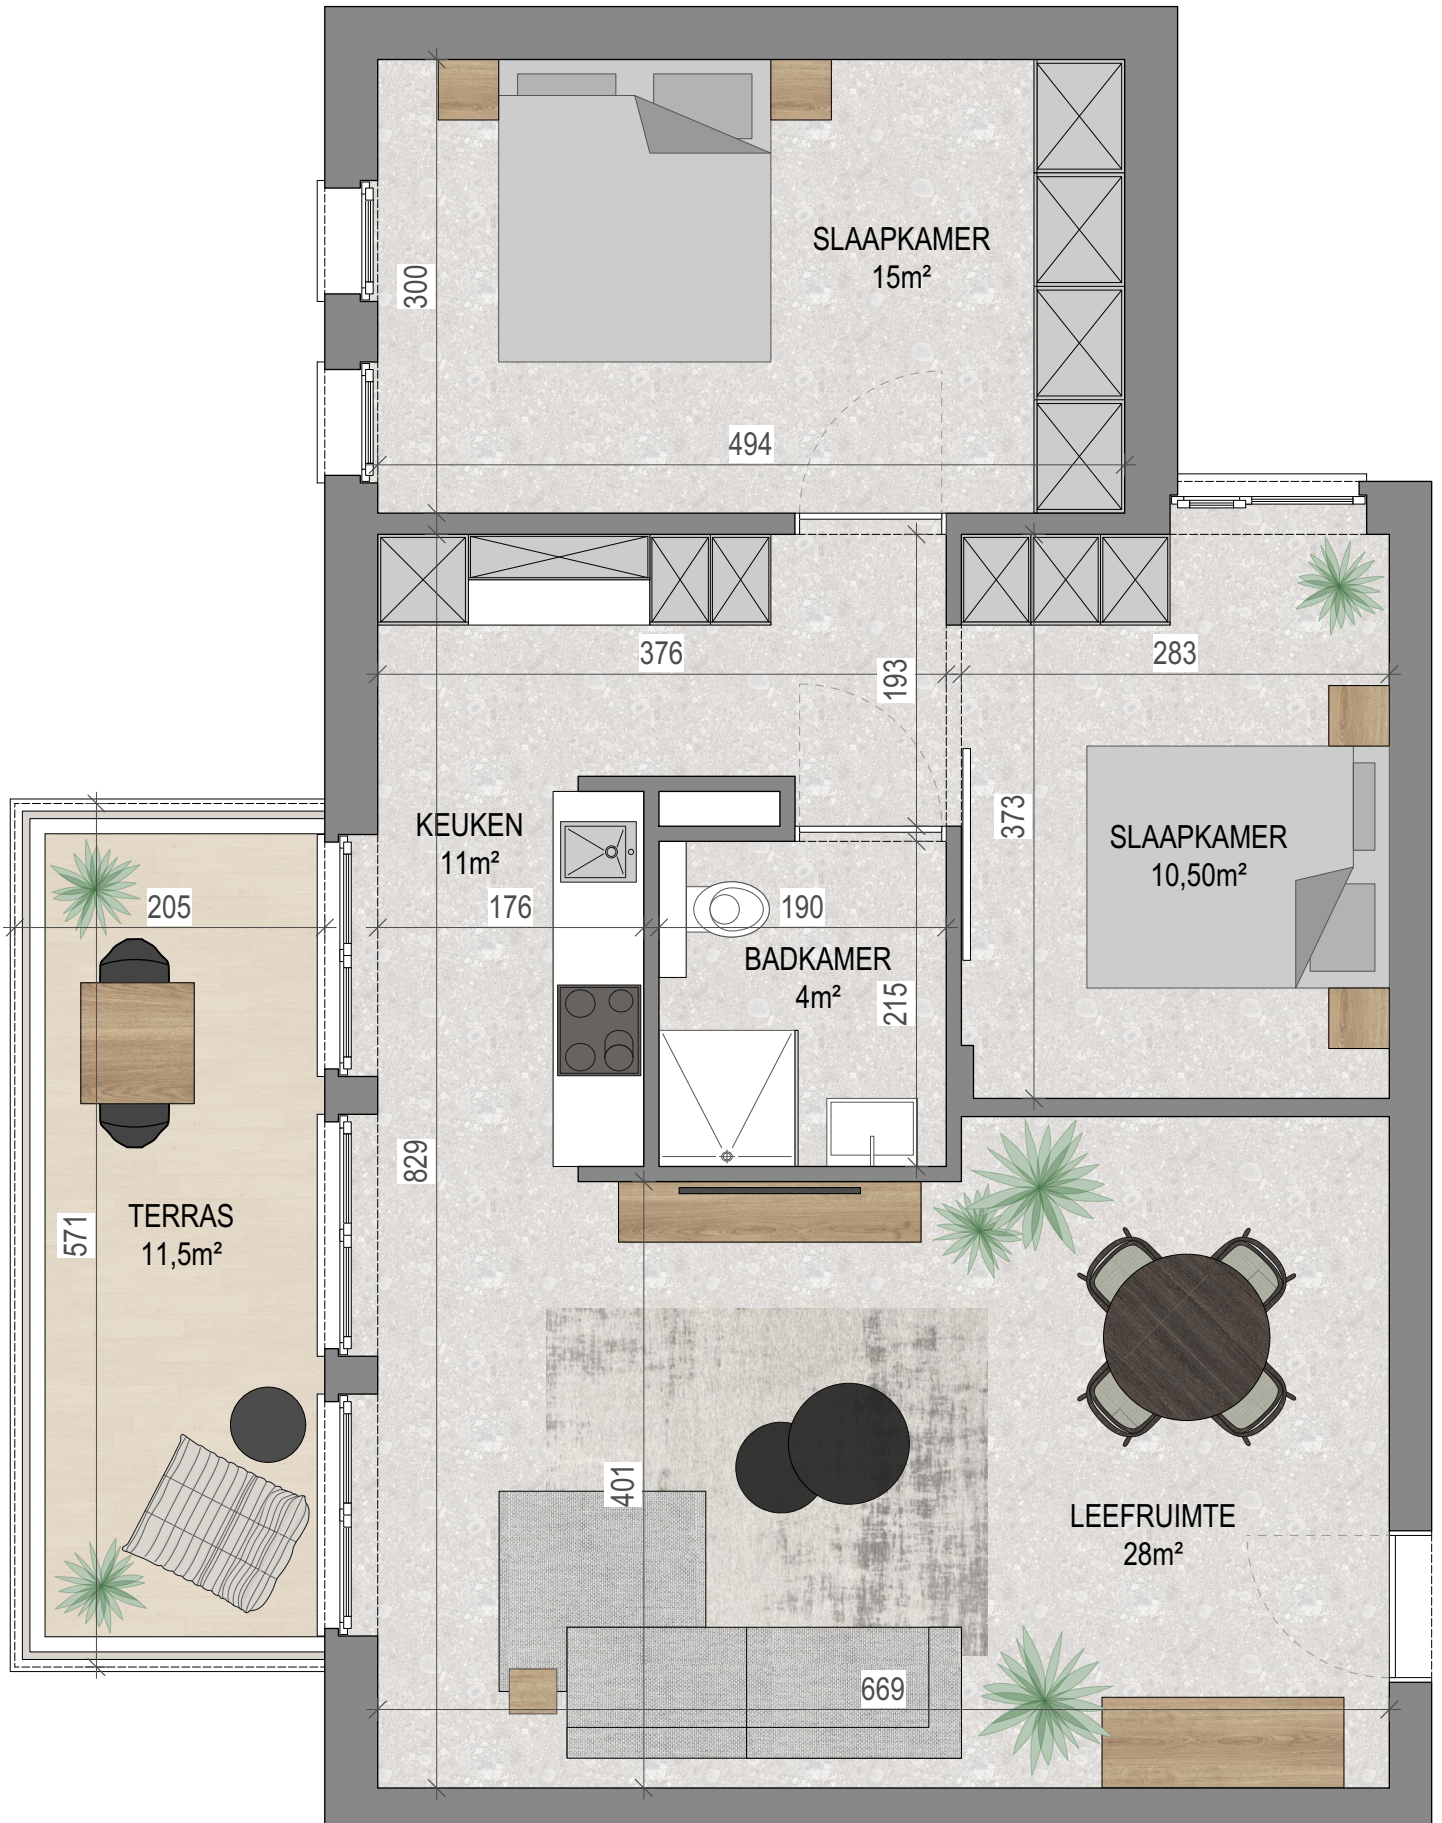 SLAAPKAMER
15m²
300
494
376
193
283
KEUKEN
11m²
373
SLAAPKAMER
10,50m²
205
176
190
BADKAMER
4m²
215
829
TERRAS
11,5m²
571
401
LEEFRUIMTE
28m²
669